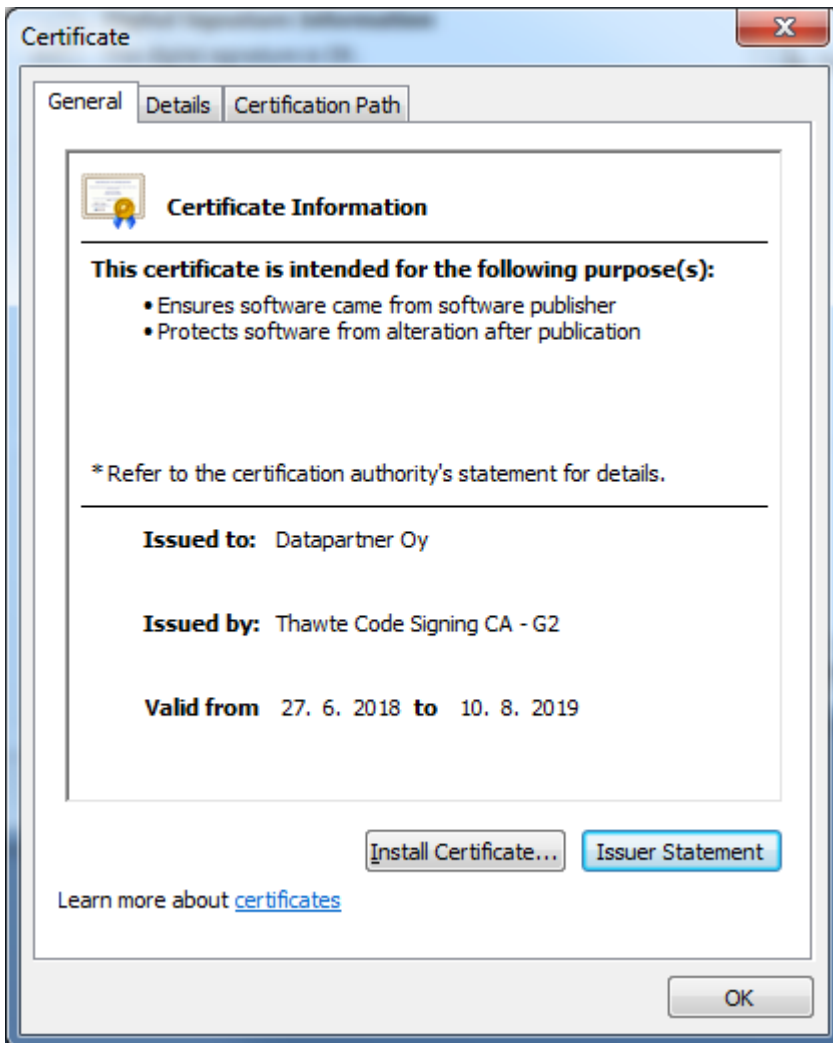 Certificate
General Details Certification Path
Certificate Information
This certificate is intended for the following purpose(s):
• Ensures software came from software publisher
• Protects software from alteration after publication
* Refer to the certification authority's statement for details.
Issued to: Datapartner Oy
Issued by: Thawte Code Signing CA - G2
Valid from 27. 6. 2018 to 10. 8. 2019
Install Certificate... Issuer Statement
Learn more about certificates
OK